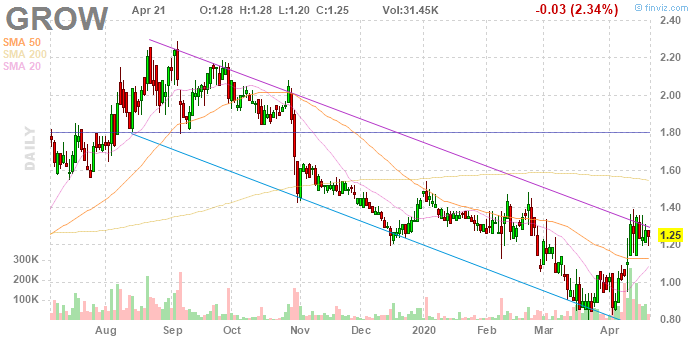 GROW Apr 21 O:1.28 H:1.28 L:1.20 C:1.25 Vol:31.45K -0.03 (2.34%) © finviz.com
SMA 50
SMA 200
SMA 20
DAILY
2.40
2.20
2.00
1.80
1.60
1.40
1.25
1.20
1.00
0.80
300K
200K
100K
Aug Sep Oct Nov Dec 2020 Feb Mar Apr